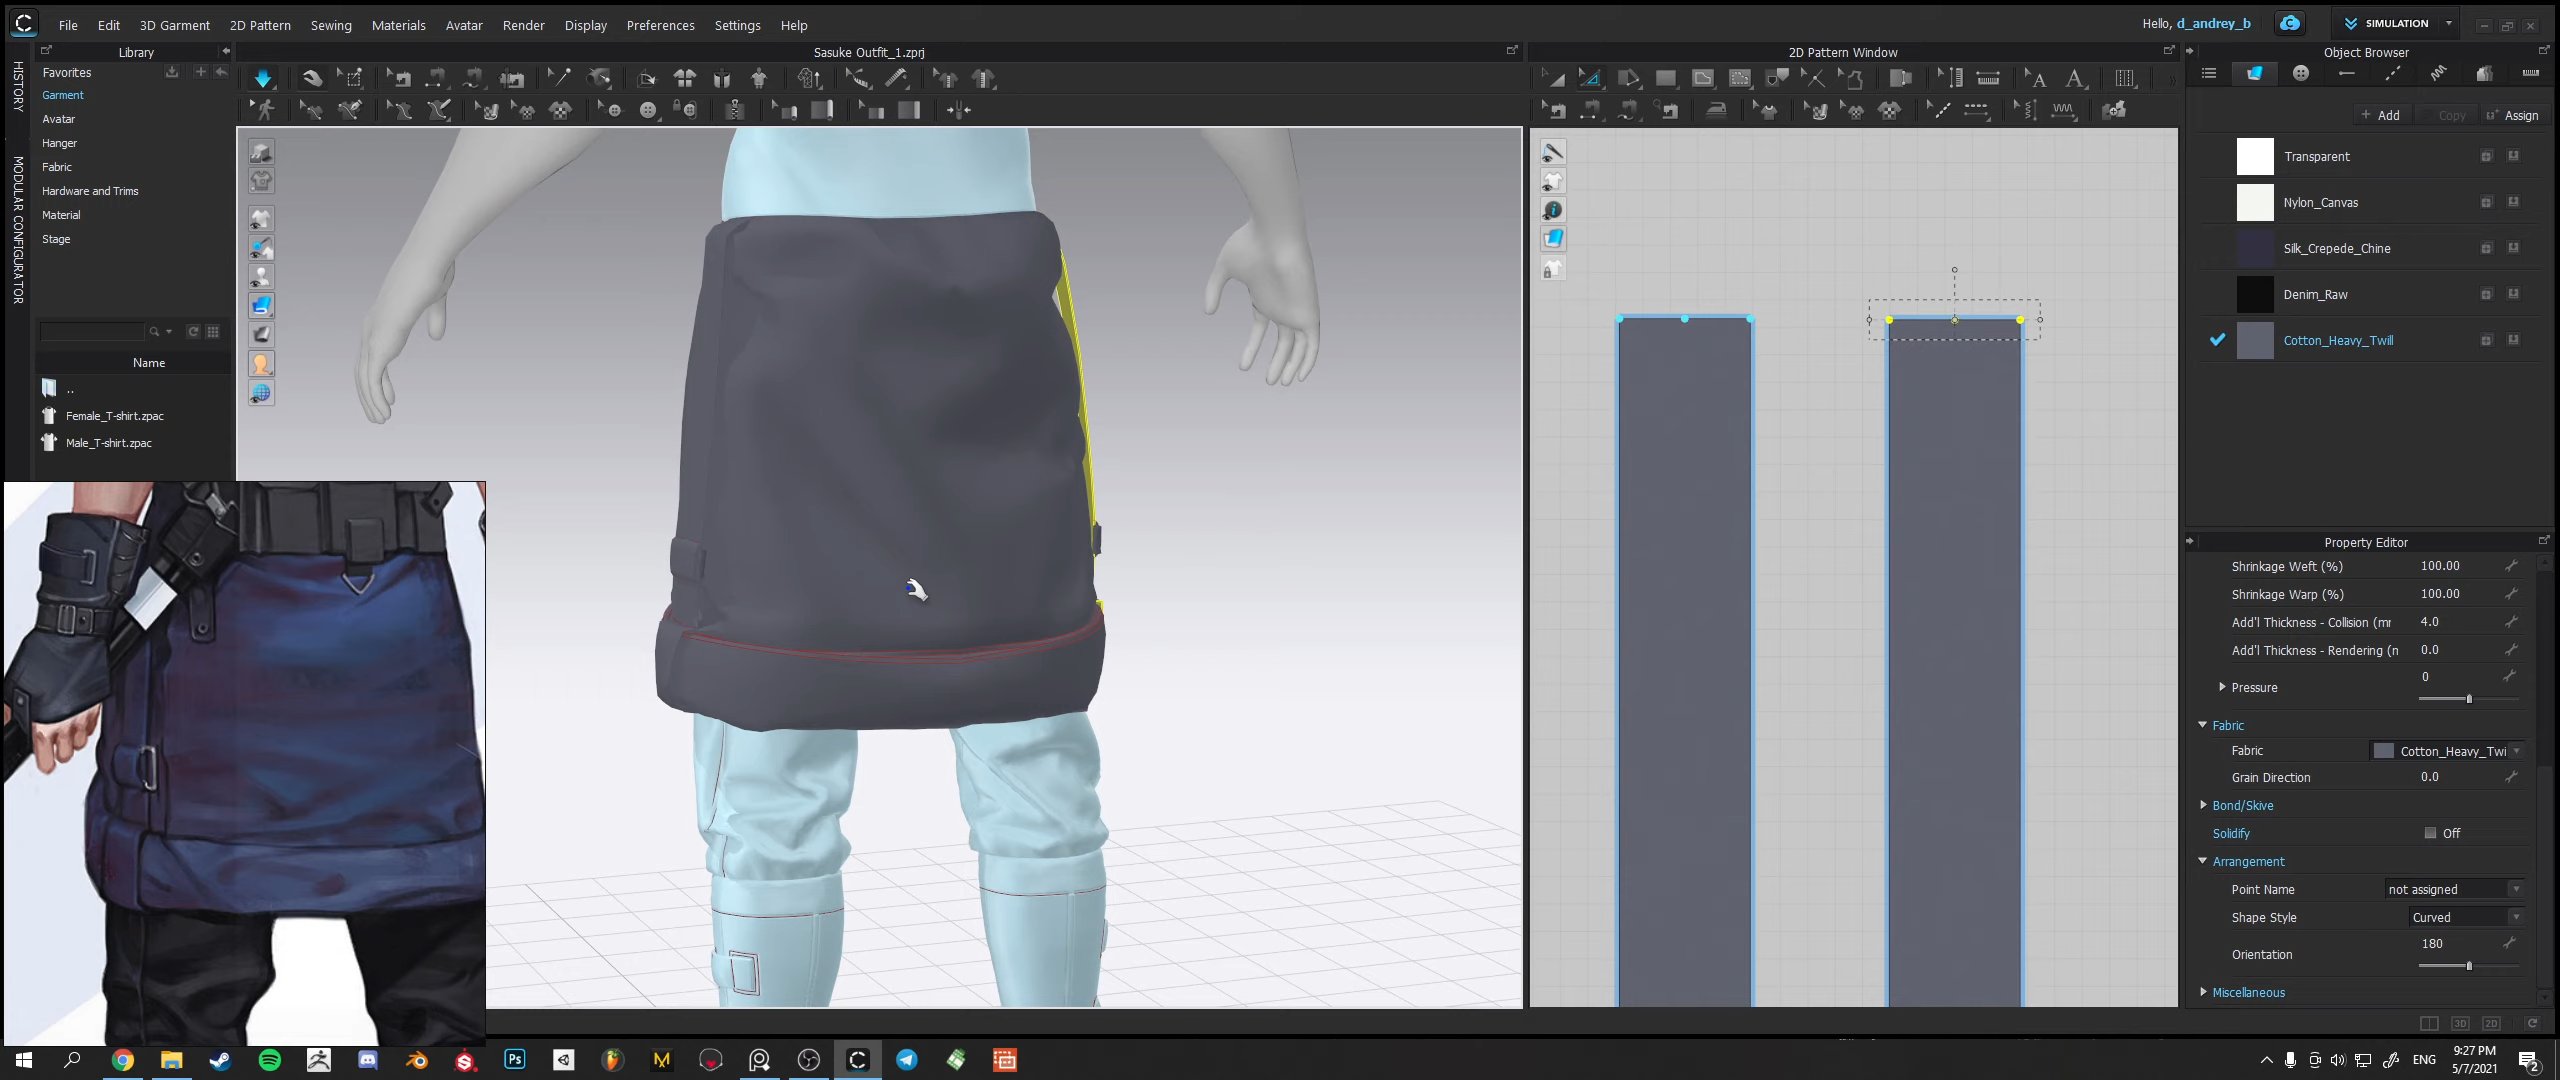 File Edit 3D Garment 2D Pattern Sewing Materials Avatar Render Display Preferences Settings Help
Hello, d_andrey_b
SIMULATION
HISTORY
MODULAR CONFIGURATOR
Library
Favorites
Garment
Avatar
Hanger
Fabric
Hardware and Trims
Material
Stage
Name
..
Female_T-shirt.zpac
Male_T-shirt.zpac
Sasuke Outfit_1.zprj
2D Pattern Window
Object Browser
Add Copy Assign
Transparent
Nylon_Canvas
Silk_Crepede_Chine
Denim_Raw
Cotton_Heavy_Twill
Property Editor
Shrinkage Weft (%) 100.00
Shrinkage Warp (%) 100.00
Add'l Thickness - Collision (mr 4.0
Add'l Thickness - Rendering (n 0.0
Pressure 0
Fabric
Fabric Cotton_Heavy_Twi
Grain Direction 0.0
Bond/Skive
Solidify Off
Arrangement
Point Name not assigned
Shape Style Curved
Orientation 180
Miscellaneous
3D 2D
ENG
9:27 PM
5/7/2021
2